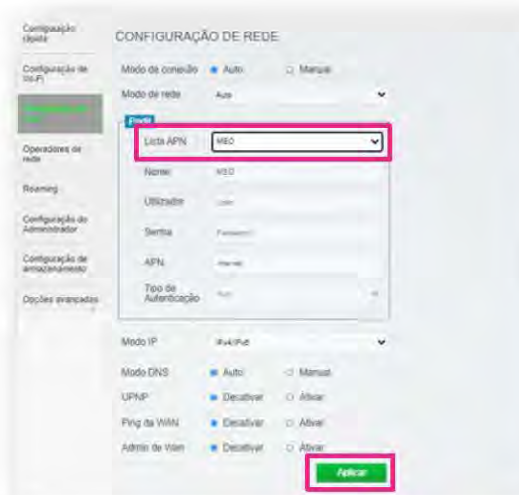 Configuração
rápida
Configuração de
Wi-Fi
Operadores de
rede
Roaming
Configuração do
Administrador
Configuração de
armazenamento
Opções avançadas
CONFIGURAÇÃO DE REDE
Modo de conexão Auto Manual
Modo de rede Auto
Perfil
Lista APN MEO
Nome MEO
Utilizador
Senha
APN internet
Tipo de
Autenticação
Modo IP IPv4/IPv6
Modo DNS Auto Manual
UPNP Desativar Ativar
Ping da WAN Desativar Ativar
Admin de Wan Desativar Ativar
Aplicar